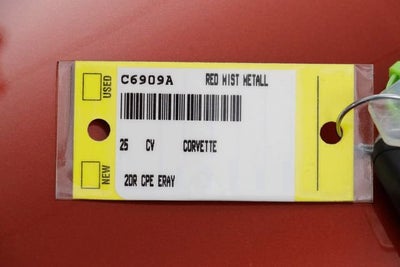 C6909A RED MIST METALL
USED
25 CV CORVETTE
NEW
2DR CPE ERAY